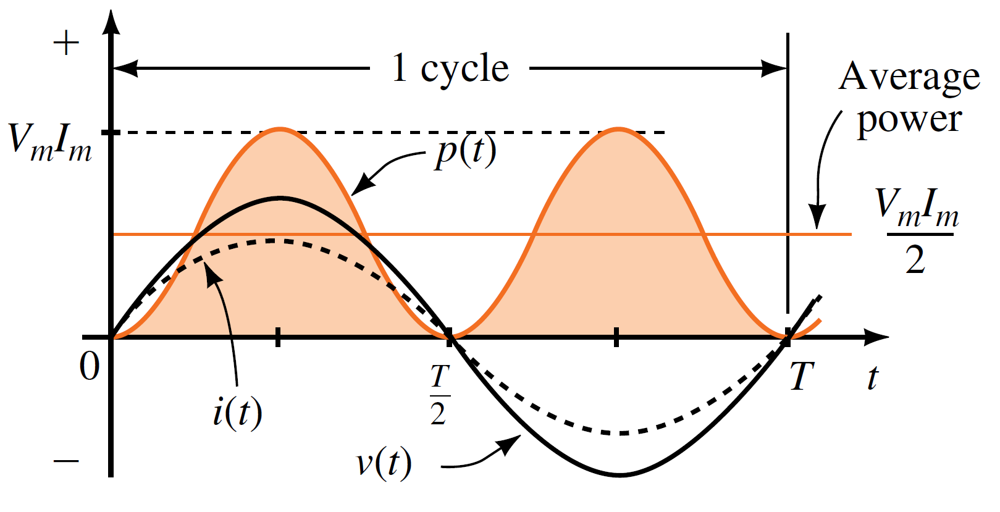 +
1 cycle
Average
power
VmIm
p(t)
VmIm
2
0
T
2
T
t
i(t)
v(t)
−